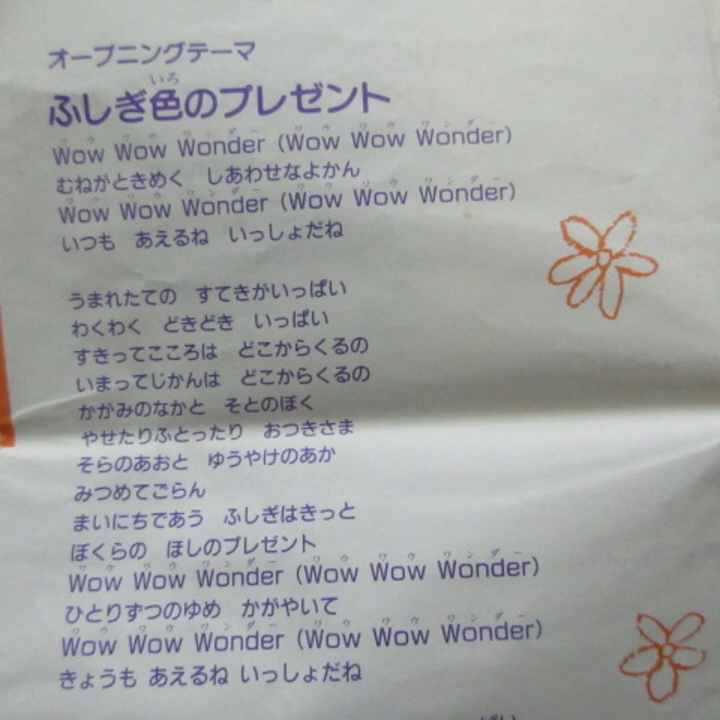 オープニングテーマ
ふしぎ色のプレゼント
Wow Wow Wonder (Wow Wow Wonder)
むねがときめく しあわせなよかん
Wow Wow Wonder (Wow Wow Wonder)
いつも あえるね いっしょだね
うまれたての すてきがいっぱい
わくわく どきどき いっぱい
すきってこころは どこからくるの
いまってじかんは どこからくるの
かがみのなかと そとのぼく
やせたりふとったり おつきさま
そらのあおと ゆうやけのあか
みつめてごらん
まいにちであう ふしぎはきっと
ぼくらの ほしのプレゼント
Wow Wow Wonder (Wow Wow Wonder)
ひとりずつのゆめ かがやいて
Wow Wow Wonder (Wow Wow Wonder)
きょうも あえるね いっしょだね